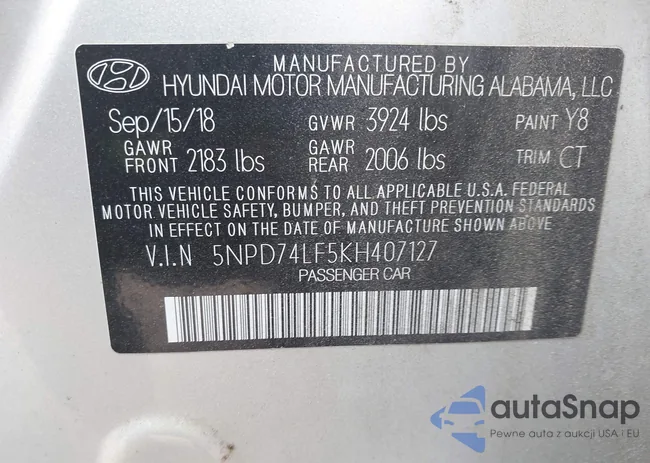 MANUFACTURED BY
HYUNDAI MOTOR MANUFACTURING ALABAMA, LLC
Sep/15/18 GVWR 3924 lbs PAINT Y8
GAWR FRONT 2183 lbs GAWR REAR 2006 lbs TRIM CT
THIS VEHICLE CONFORMS TO ALL APPLICABLE U.S.A. FEDERAL
MOTOR VEHICLE SAFETY, BUMPER, AND THEFT PREVENTION STANDARDS
IN EFFECT ON THE DATE OF MANUFACTURE SHOWN ABOVE.
V.I.N 5NPD74LF5KH407127
PASSENGER CAR
autaSnap
Pewne auta z aukcji USA i EU